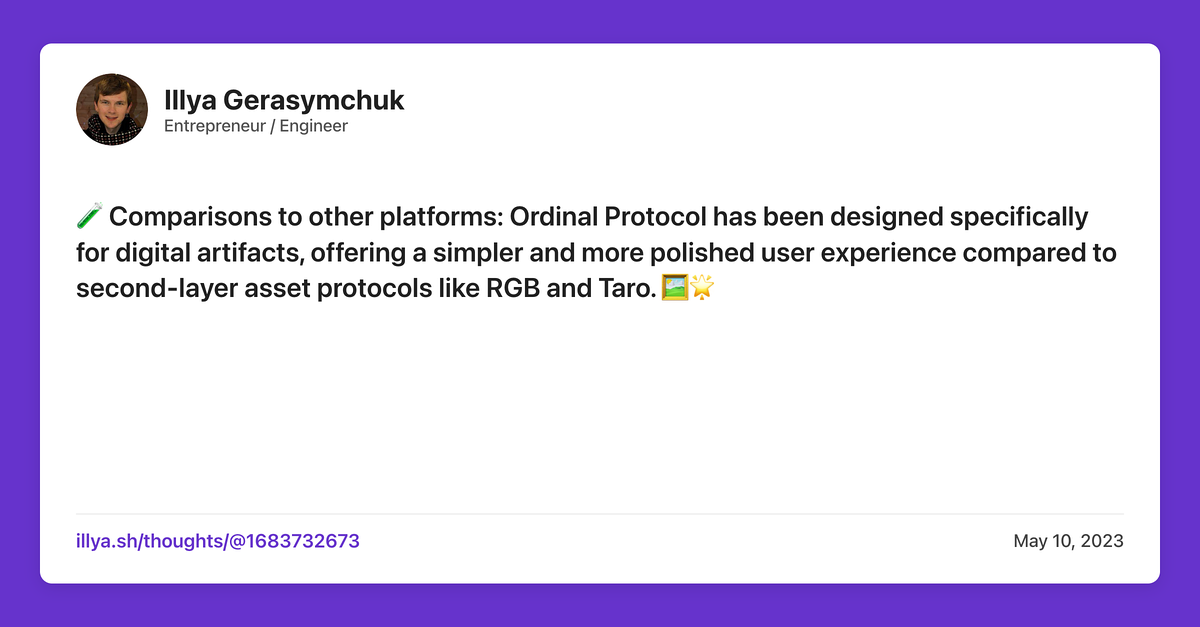 Illya Gerasymchuk
Entrepreneur / Engineer
🧪 Comparisons to other platforms: Ordinal Protocol has been designed specifically
for digital artifacts, offering a simpler and more polished user experience compared to
second-layer asset protocols like RGB and Taro. 🖼️🌟
illya.sh/thoughts/@1683732673
May 10, 2023